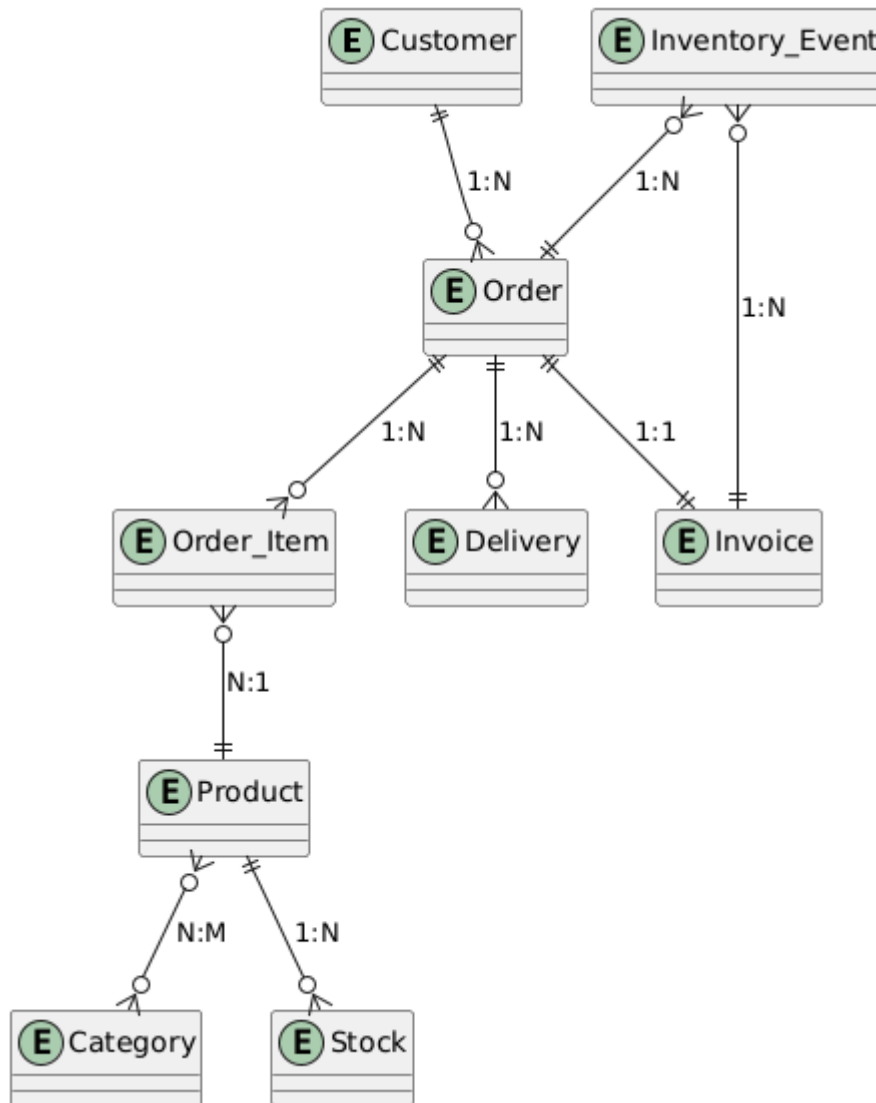 E Customer
E Inventory_Event
1:N
1:N
E Order
1:N
1:N
1:N
1:1
E Order_Item
E Delivery
E Invoice
N:1
E Product
N:M
1:N
E Category
E Stock